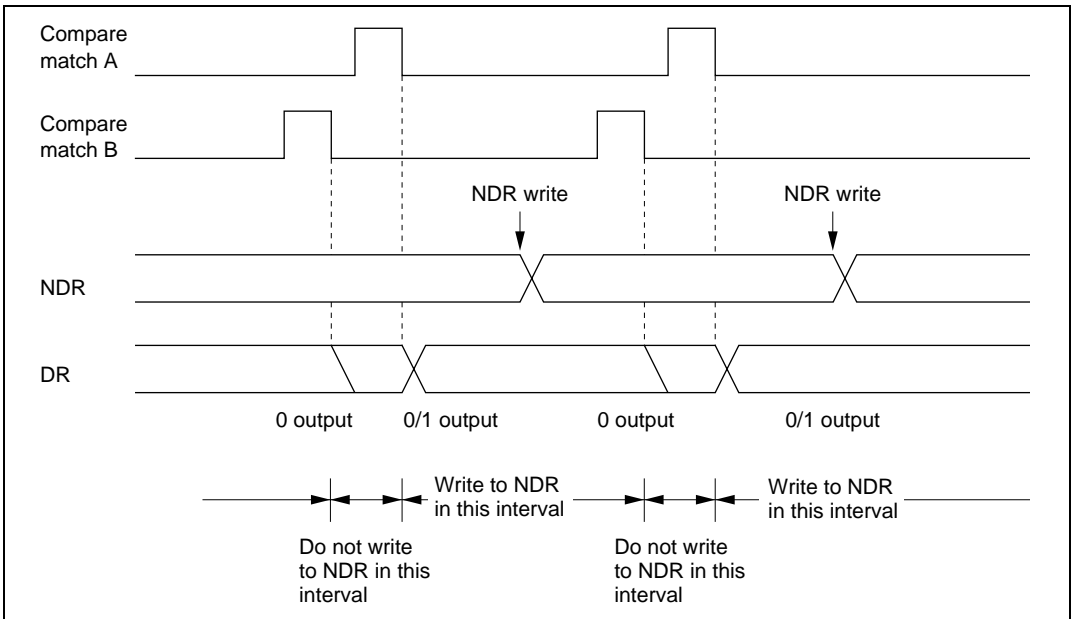 Compare
match A
Compare
match B
NDR write
NDR write
NDR
DR
0 output
0/1 output
0 output
0/1 output
Write to NDR
in this interval
Write to NDR
in this interval
Do not write
to NDR in this
interval
Do not write
to NDR in this
interval